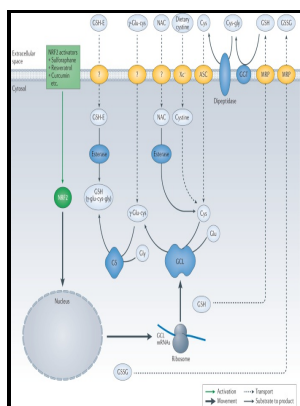 GSH-E
γ-Glu-cys
NAC
Dietary
cystine
Cys
Cys-gly
GSH
GSSG
Extracellular
space
NRF2 activators
• Sulforaphane
• Resveratrol
• Curcumin
etc.
?
?
?
Xc
ASC
GGT
MRP
MRP
Cytosol
Dipeptidase
GSH-E
NAC
Cystine
Esterase
Esterase
NRF2
GSH
(γ-glu-cys-gly)
γ-Glu-cys
Cys
Glu
GS
Gly
GCL
Nucleus
GSH
GCL
mRNAs
Ribosome
GSSG
Activation
Transport
Movement
Substrate to product